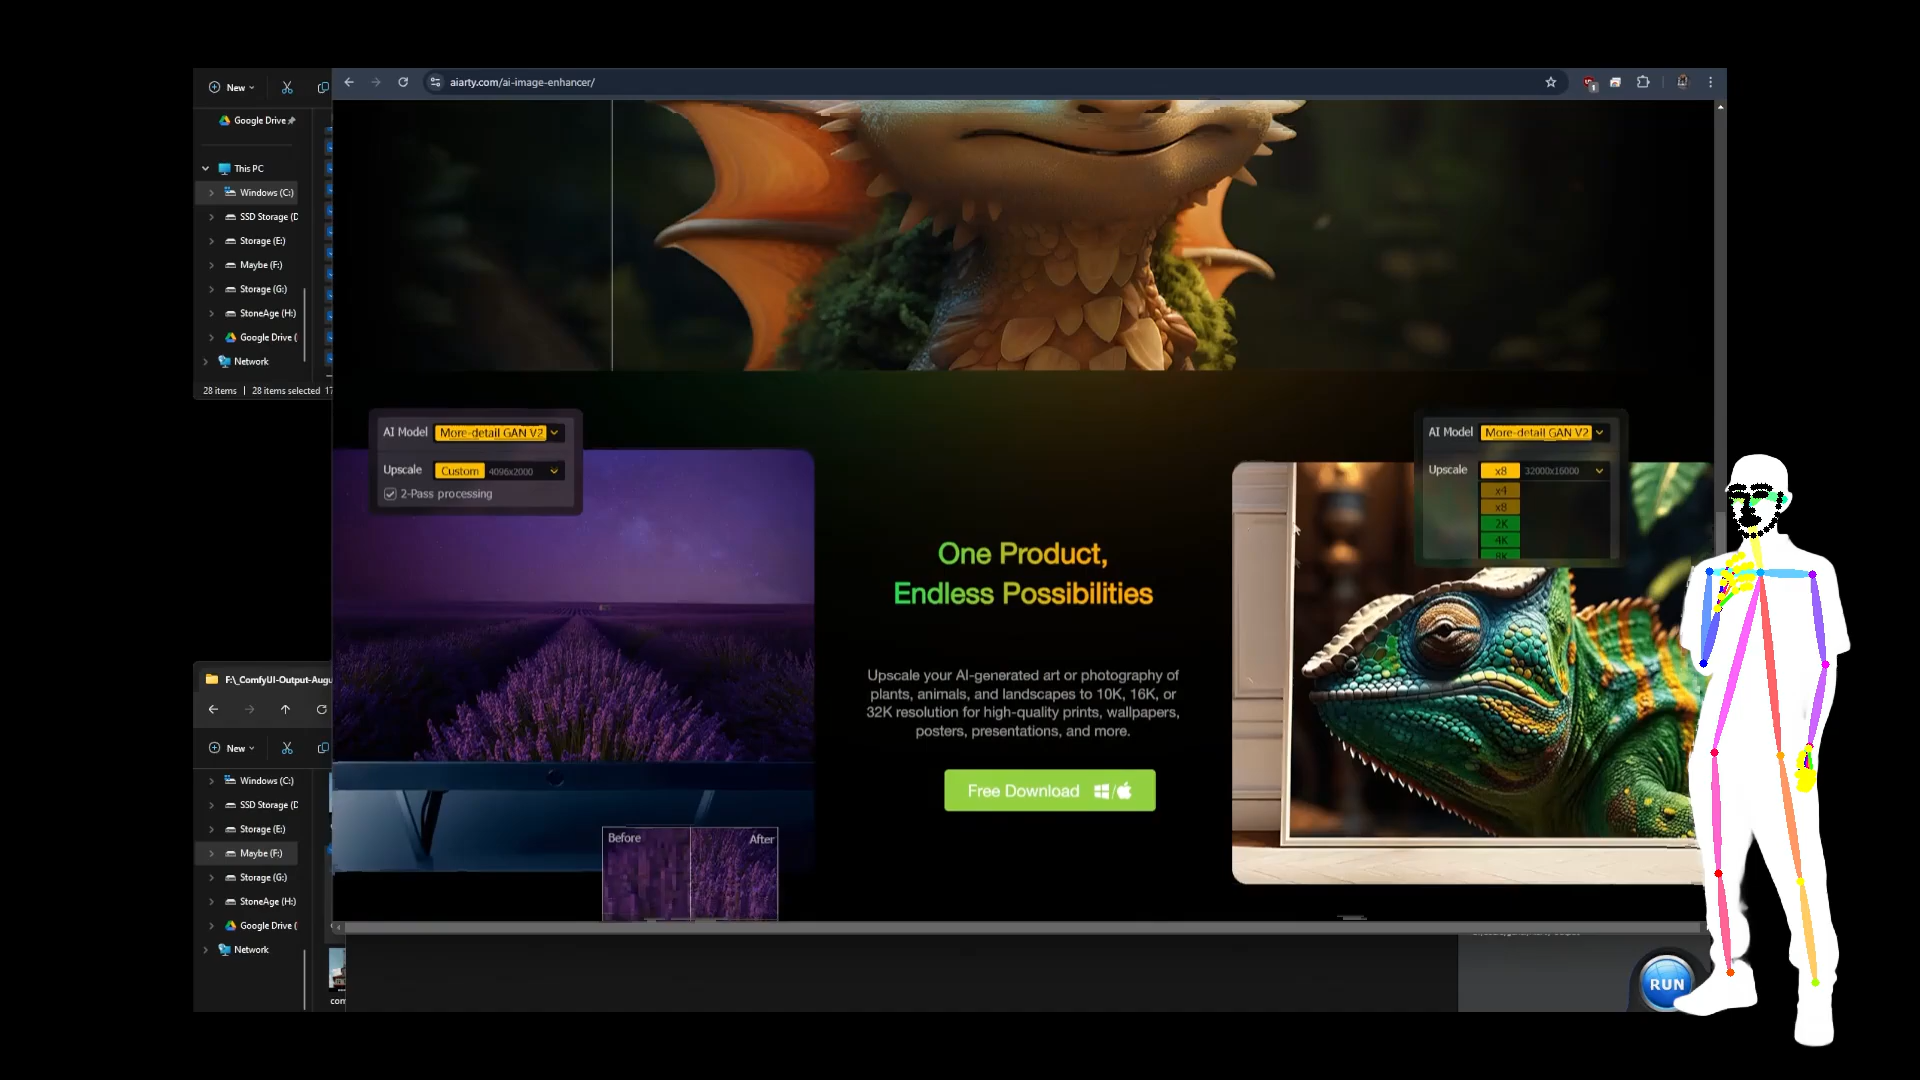 New
Google Drive
This PC
Windows (C:)
SSD Storage (D
Storage (E:)
Maybe (F:)
Storage (G:)
StoneAge (H:)
Google Drive (
Network
28 items | 28 items selected 17
aiarty.com/ai-image-enhancer/
1
AI Model More-detail GAN V2
Upscale Custom 4096x2000
2-Pass processing
Before After
One Product,
Endless Possibilities
Upscale your AI-generated art or photography of
plants, animals, and landscapes to 10K, 16K, or
32K resolution for high-quality prints, wallpapers,
posters, presentations, and more.
Free Download
AI Model More-detail GAN V2
Upscale x8 32000x16000
x4
x8
2K
4K
8K
F:\_ComfyUI-Output-Augu
New
Windows (C:)
SSD Storage (D
Storage (E:)
Maybe (F:)
Storage (G:)
StoneAge (H:)
Google Drive (
Network
con
RUN